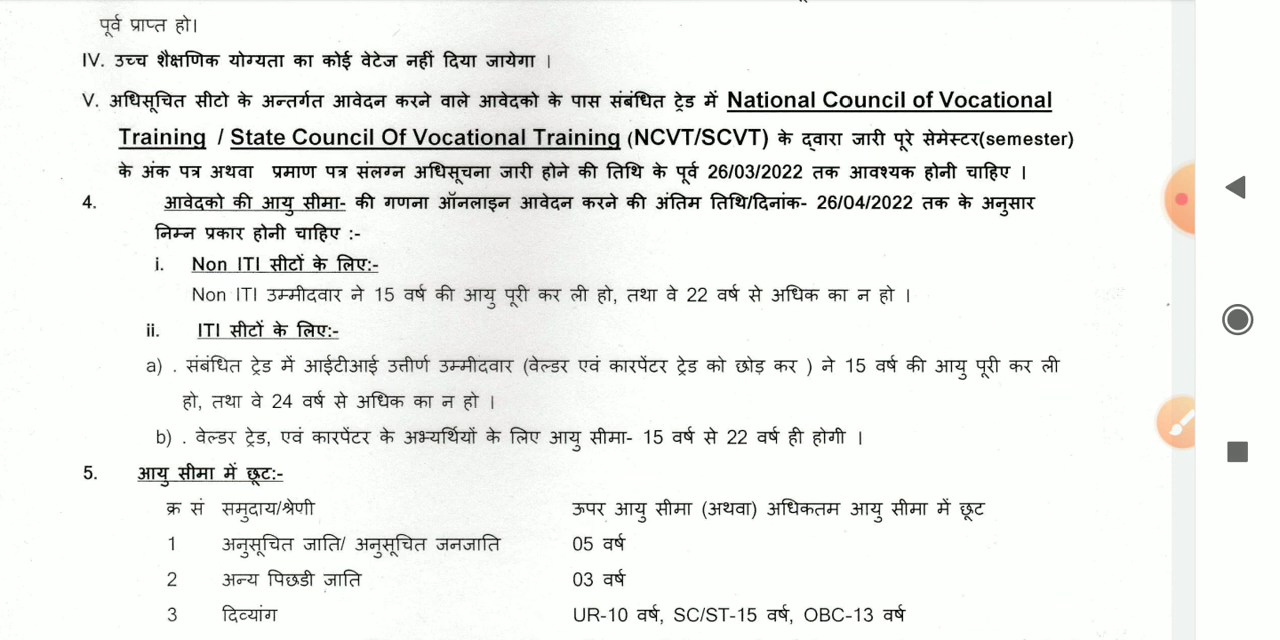 पूर्व प्राप्त हो।
IV. उच्च शैक्षणिक योग्यता का कोई वेटेज नहीं दिया जायेगा ।
V. अधिसूचित सीटो के अन्तर्गत आवेदन करने वाले आवेदको के पास संबंधित ट्रेड में National Council of Vocational
Training / State Council Of Vocational Training (NCVT/SCVT) के द्वारा जारी पूरे सेमेस्टर(semester)
के अंक पत्र अथवा प्रमाण पत्र संलग्न अधिसूचना जारी होने की तिथि के पूर्व 26/03/2022 तक आवश्यक होनी चाहिए ।
4. आवेदको की आयु सीमा- की गणना ऑनलाइन आवेदन करने की अंतिम तिथि/दिनांक- 26/04/2022 तक के अनुसार
निम्न प्रकार होनी चाहिए :-
i. Non ITI सीटों के लिए:-
Non ITI उम्मीदवार ने 15 वर्ष की आयु पूरी कर ली हो, तथा वे 22 वर्ष से अधिक का न हो ।
ii. ITI सीटों के लिए:-
a) . संबंधित ट्रेड में आईटीआई उत्तीर्ण उम्मीदवार (वेल्डर एवं कारपेंटर ट्रेड को छोड़ कर ) ने 15 वर्ष की आयु पूरी कर ली
हो, तथा वे 24 वर्ष से अधिक का न हो ।
b) . वेल्डर ट्रेड, एवं कारपेंटर के अभ्यर्थियों के लिए आयु सीमा- 15 वर्ष से 22 वर्ष ही होगी ।
5. आयु सीमा में छूट:-
क्र सं समुदाय/श्रेणी ऊपर आयु सीमा (अथवा) अधिकतम आयु सीमा में छूट
1 अनुसूचित जाति/ अनुसूचित जनजाति 05 वर्ष
2 अन्य पिछडी जाति 03 वर्ष
3 दिव्यांग UR-10 वर्ष, SC/ST-15 वर्ष, OBC-13 वर्ष